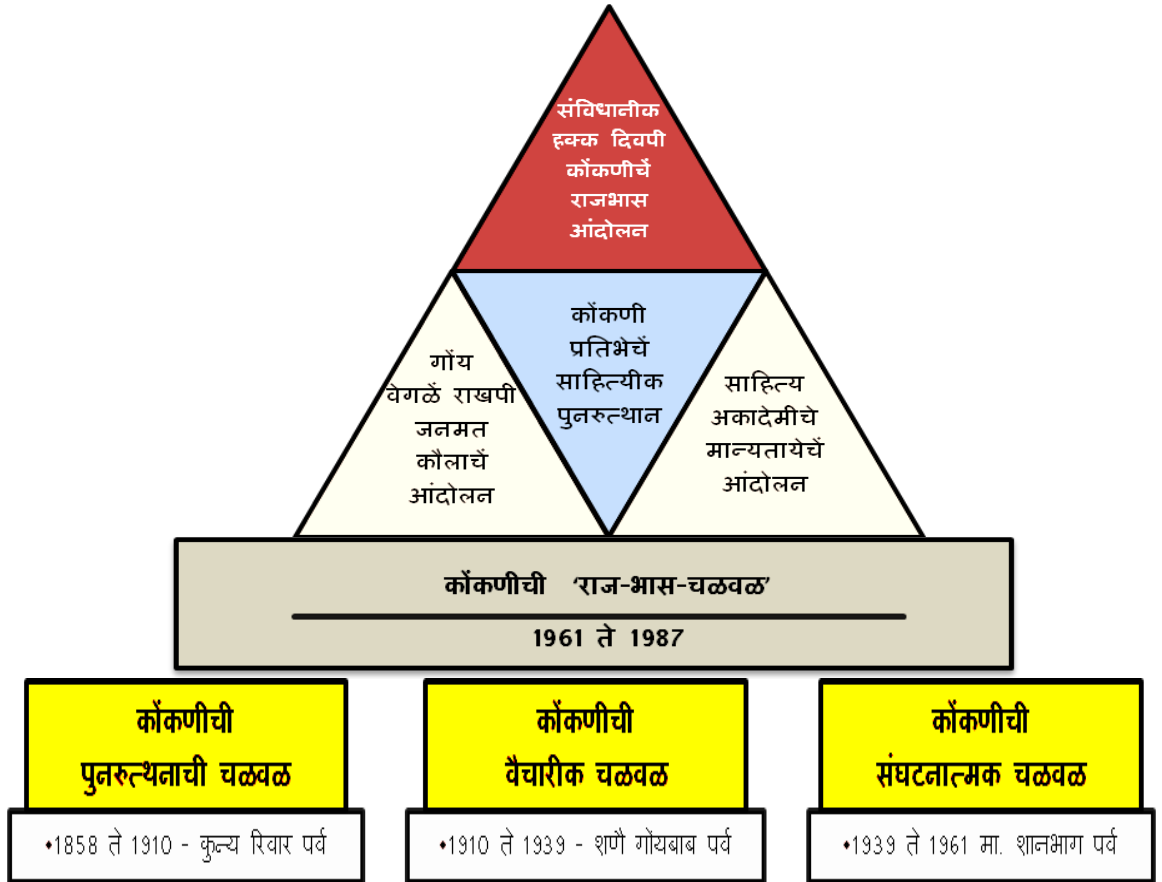 संविधानीक
हक्क दिवपी
कोंकणीचें
राजभास
आंदोलन
गोंय
वेगळें राखपी
जनमत
कौलाचें
आंदोलन
कोंकणी
प्रतिभेचें
साहित्यीक
पुनरुत्थान
साहित्य
अकादेमीचे
मान्यतायेचें
आंदोलन
कोंकणीची 'राज-भास-चळवळ'
1961 ते 1987
कोंकणीची
पुनरुत्थनाची चळवळ
•1858 ते 1910 - कुन्य रिवार पर्व
कोंकणीची
वैचारीक चळवळ
•1910 ते 1939 - शणै गोंयबाब पर्व
कोंकणीची
संघटनात्मक चळवळ
•1939 ते 1961 मा. शानभाग पर्व